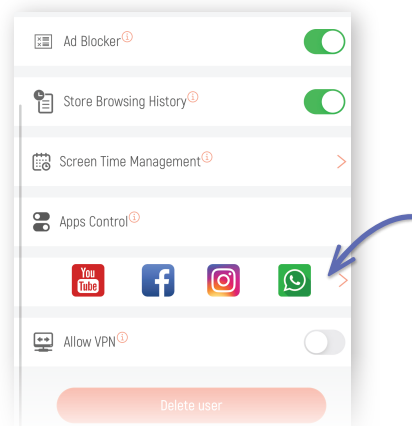 Ad Blocker
Store Browsing History
Screen Time Management
Apps Control
You
Tube
Allow VPN
Delete user